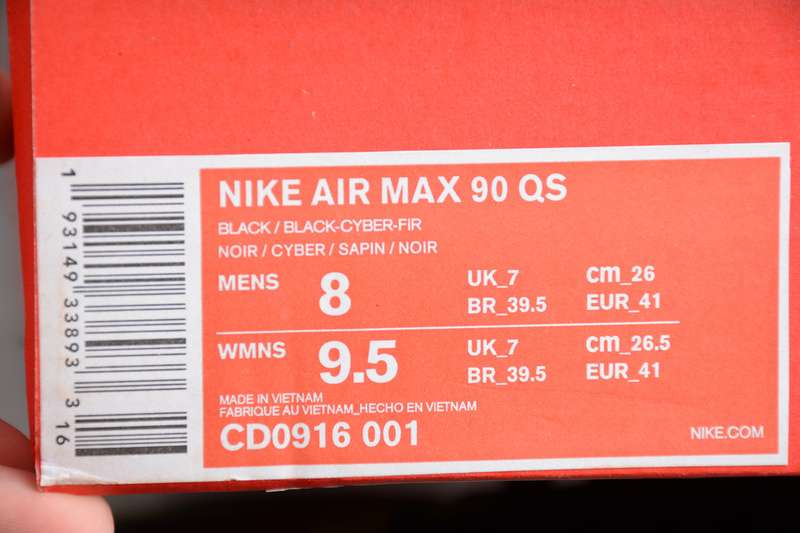 NIKE AIR MAX 90 QS
BLACK / BLACK-CYBER-FIR
NOIR / CYBER / SAPIN / NOIR
MENS 8 UK_7 cm_26
BR_39.5 EUR_41
WMNS 9.5 UK_7 cm_26.5
BR_39.5 EUR_41
MADE IN VIETNAM
FABRIQUE AU VIETNAM_HECHO EN VIETNAM
CD0916 001
NIKE.COM
1 93149 33893 3 16